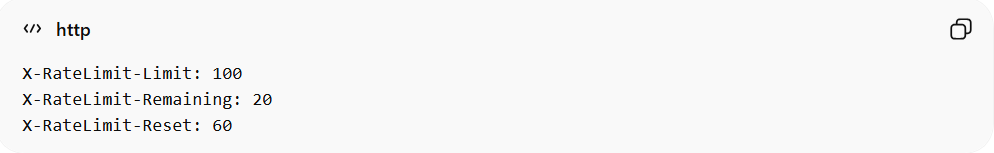 </> http
X-RateLimit-Limit: 100
X-RateLimit-Remaining: 20
X-RateLimit-Reset: 60